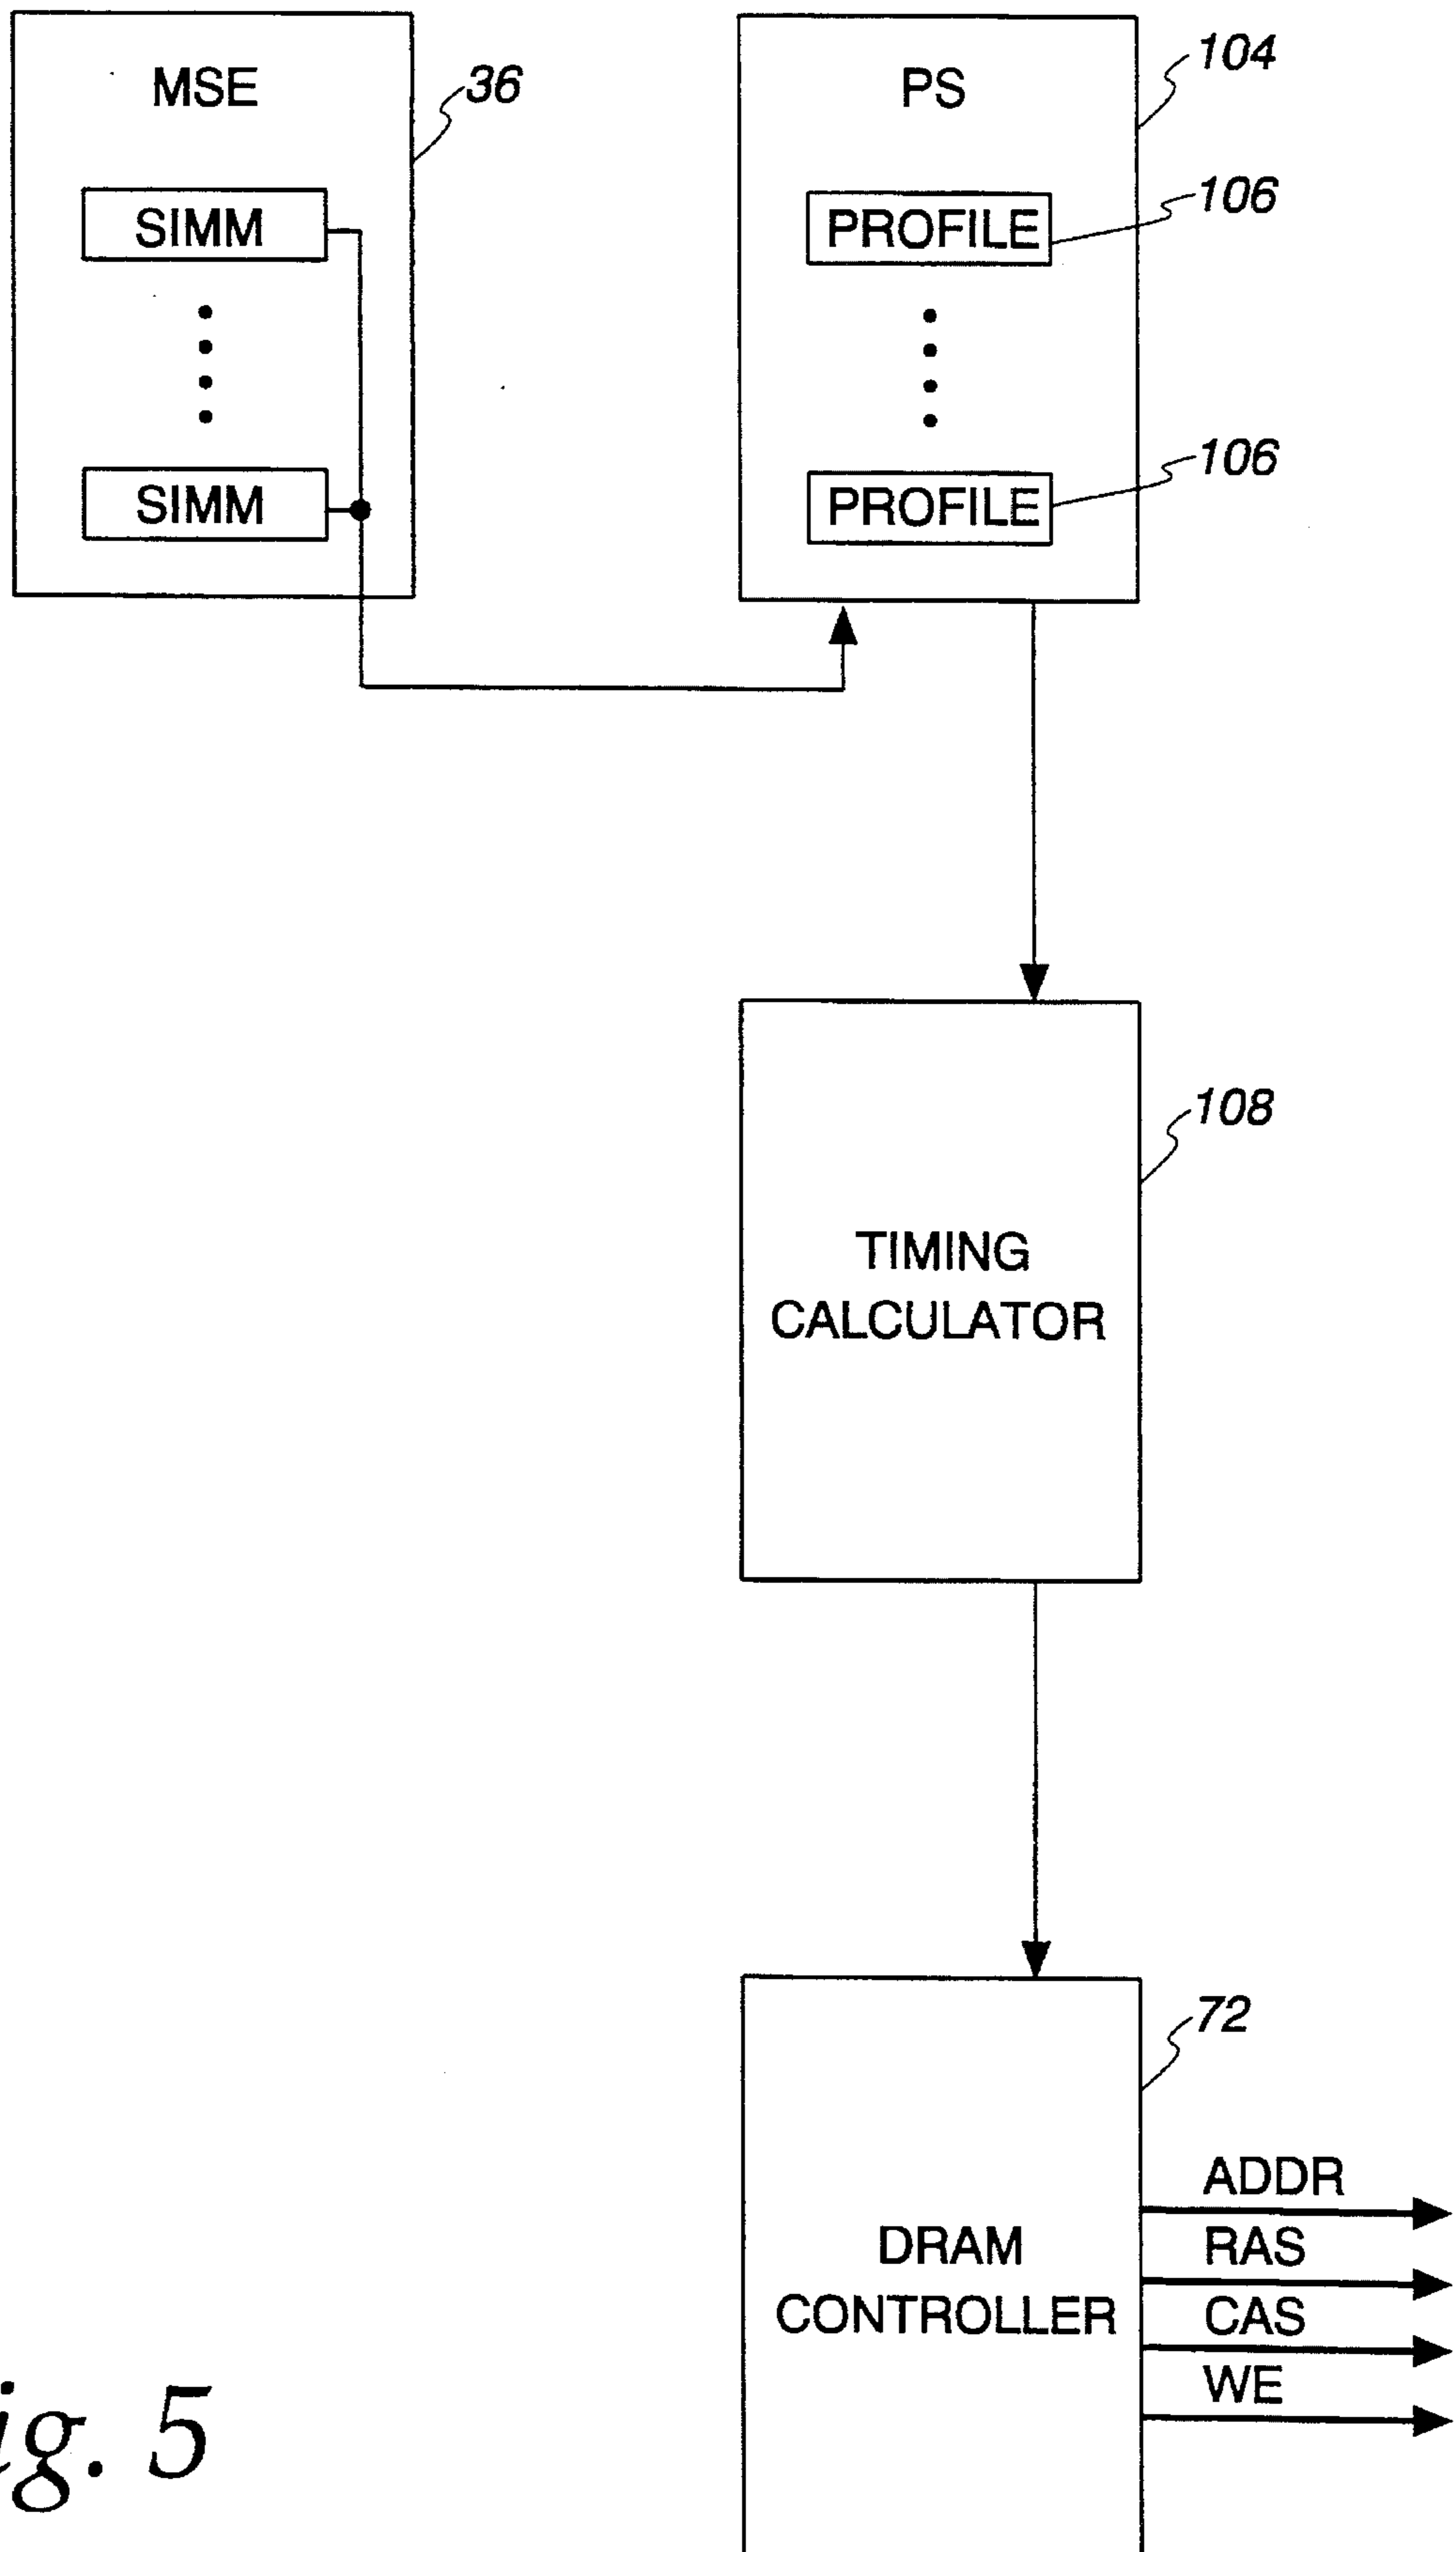 MSE
36
SIMM
SIMM
PS
104
PROFILE
106
PROFILE
106
TIMING
CALCULATOR
108
DRAM
CONTROLLER
72
ADDR
RAS
CAS
WE
ig. 5